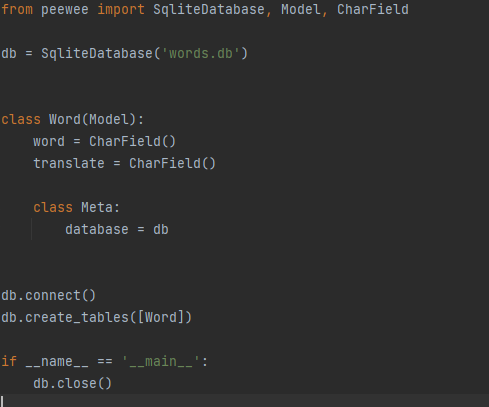 from peewee import SqliteDatabase, Model, CharField
db = SqliteDatabase('words.db')
class Word(Model):
    word = CharField()
    translate = CharField()
    class Meta:
        database = db
db.connect()
db.create_tables([Word])
if __name__ == '__main__':
    db.close()